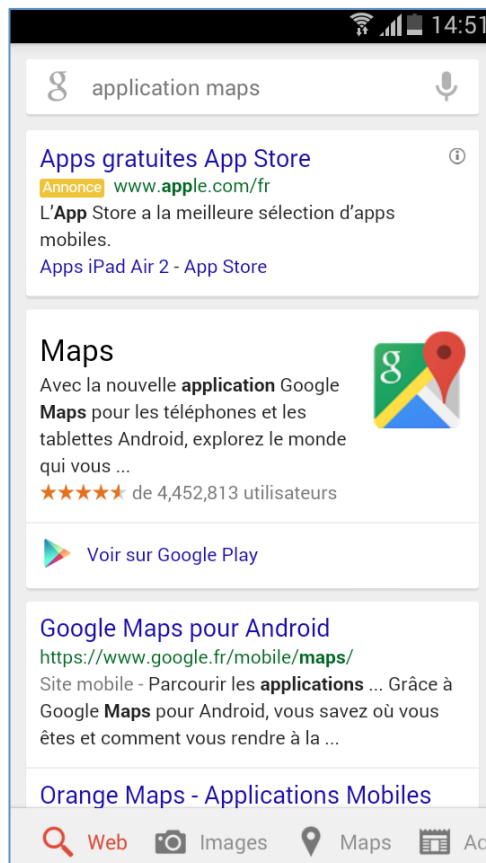 14:51
g application maps
Apps gratuites App Store
Annonce www.apple.com/fr
L'App Store a la meilleure sélection d'apps
mobiles.
Apps iPad Air 2 - App Store
Maps
g
Avec la nouvelle application Google
Maps pour les téléphones et les
tablettes Android, explorez le monde
qui vous ...
de 4,452,813 utilisateurs
Voir sur Google Play
Google Maps pour Android
https://www.google.fr/mobile/maps/
Site mobile - Parcourir les applications ... Grâce à
Google Maps pour Android, vous savez où vous
êtes et comment vous rendre à la ...
Orange Maps - Applications Mobiles
Web Images Maps